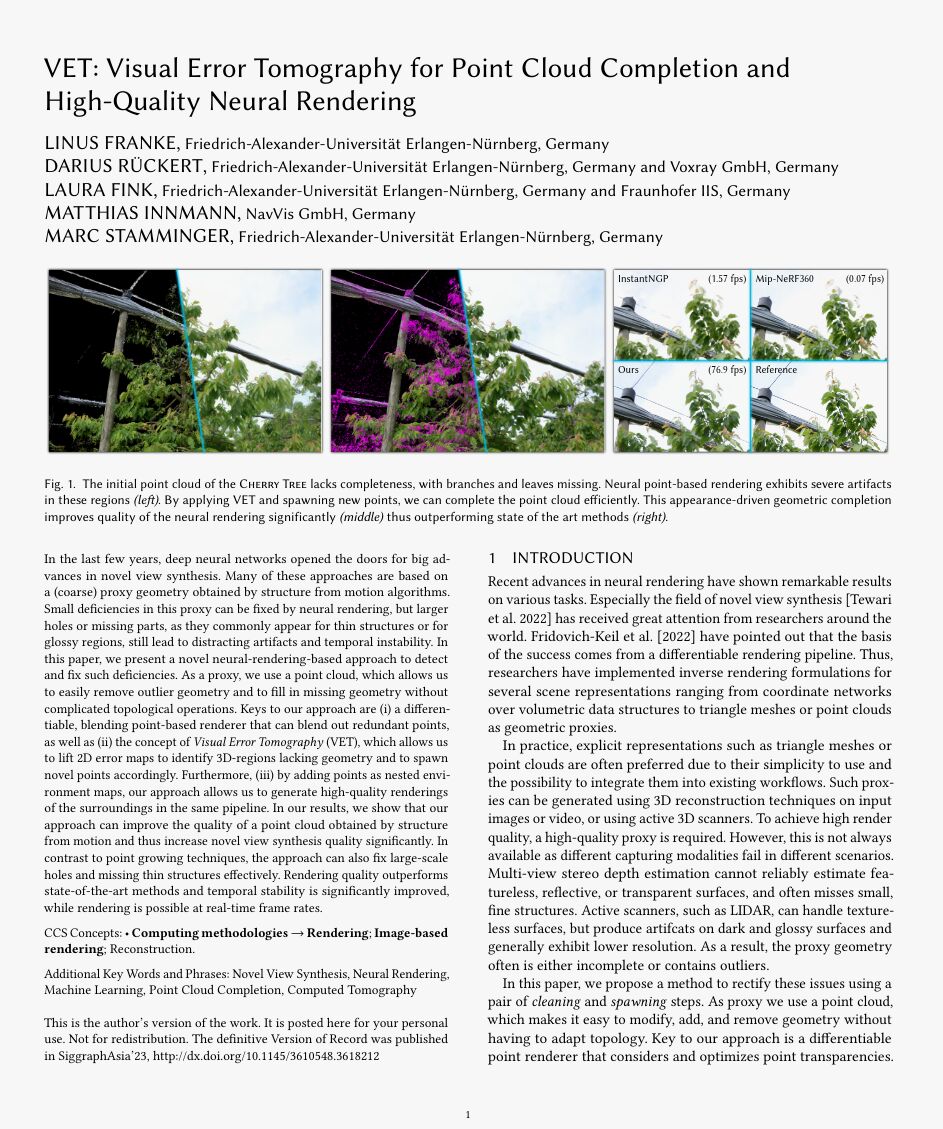 VET: Visual Error Tomography for Point Cloud Completion and
High-Quality Neural Rendering
LINUS FRANKE, Friedrich-Alexander-Universität Erlangen-Nürnberg, Germany
DARIUS RÜCKERT, Friedrich-Alexander-Universität Erlangen-Nürnberg, Germany and Voxray GmbH, Germany
LAURA FINK, Friedrich-Alexander-Universität Erlangen-Nürnberg, Germany and Fraunhofer IIS, Germany
MATTHIAS INNMANN, NavVis GmbH, Germany
MARC STAMMINGER, Friedrich-Alexander-Universität Erlangen-Nürnberg, Germany
InstantNGP (1.57 fps) Mip-NeRF360 (0.07 fps)
Ours (76.9 fps) Reference
Fig. 1. The initial point cloud of the Cherry Tree lacks completeness, with branches and leaves missing. Neural point-based rendering exhibits severe artifacts
in these regions (left). By applying VET and spawning new points, we can complete the point cloud efficiently. This appearance-driven geometric completion
improves quality of the neural rendering significantly (middle) thus outperforming state of the art methods (right).
In the last few years, deep neural networks opened the doors for big ad-
vances in novel view synthesis. Many of these approaches are based on
a (coarse) proxy geometry obtained by structure from motion algorithms.
Small deficiencies in this proxy can be fixed by neural rendering, but larger
holes or missing parts, as they commonly appear for thin structures or for
glossy regions, still lead to distracting artifacts and temporal instability. In
this paper, we present a novel neural-rendering-based approach to detect
and fix such deficiencies. As a proxy, we use a point cloud, which allows us
to easily remove outlier geometry and to fill in missing geometry without
complicated topological operations. Keys to our approach are (i) a differen-
tiable, blending point-based renderer that can blend out redundant points,
as well as (ii) the concept of Visual Error Tomography (VET), which allows us
to lift 2D error maps to identify 3D-regions lacking geometry and to spawn
novel points accordingly. Furthermore, (iii) by adding points as nested envi-
ronment maps, our approach allows us to generate high-quality renderings
of the surroundings in the same pipeline. In our results, we show that our
approach can improve the quality of a point cloud obtained by structure
from motion and thus increase novel view synthesis quality significantly. In
contrast to point growing techniques, the approach can also fix large-scale
holes and missing thin structures effectively. Rendering quality outperforms
state-of-the-art methods and temporal stability is significantly improved,
while rendering is possible at real-time frame rates.
CCS Concepts: • Computing methodologies → Rendering; Image-based
rendering; Reconstruction.
Additional Key Words and Phrases: Novel View Synthesis, Neural Rendering,
Machine Learning, Point Cloud Completion, Computed Tomography
This is the author's version of the work. It is posted here for your personal
use. Not for redistribution. The definitive Version of Record was published
in SiggraphAsia'23, http://dx.doi.org/10.1145/3610548.3618212
1 INTRODUCTION
Recent advances in neural rendering have shown remarkable results
on various tasks. Especially the field of novel view synthesis [Tewari
et al. 2022] has received great attention from researchers around the
world. Fridovich-Keil et al. [2022] have pointed out that the basis
of the success comes from a differentiable rendering pipeline. Thus,
researchers have implemented inverse rendering formulations for
several scene representations ranging from coordinate networks
over volumetric data structures to triangle meshes or point clouds
as geometric proxies.
In practice, explicit representations such as triangle meshes or
point clouds are often preferred due to their simplicity to use and
the possibility to integrate them into existing workflows. Such prox-
ies can be generated using 3D reconstruction techniques on input
images or video, or using active 3D scanners. To achieve high render
quality, a high-quality proxy is required. However, this is not always
available as different capturing modalities fail in different scenarios.
Multi-view stereo depth estimation cannot reliably estimate fea-
tureless, reflective, or transparent surfaces, and often misses small,
fine structures. Active scanners, such as LIDAR, can handle texture-
less surfaces, but produce artifcats on dark and glossy surfaces and
generally exhibit lower resolution. As a result, the proxy geometry
often is either incomplete or contains outliers.
In this paper, we propose a method to rectify these issues using a
pair of cleaning and spawning steps. As proxy we use a point cloud,
which makes it easy to modify, add, and remove geometry without
having to adapt topology. Key to our approach is a differentiable
point renderer that considers and optimizes point transparencies.
1